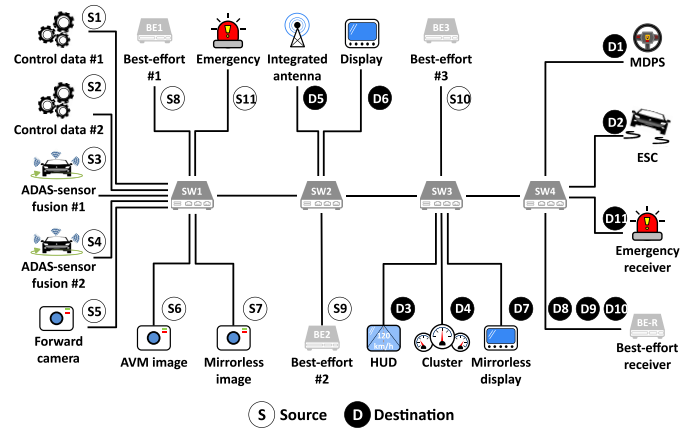 S1
Control data #1
S2
Control data #2
S3
ADAS-sensor
fusion #1
S4
ADAS-sensor
fusion #2
S5
Forward
camera
BE1
Best-effort
#1
S8
Emergency
S11
Integrated
antenna
D5
Display
D6
BE3
Best-effort
#3
S10
D1
MDPS
D2
ESC
SW1
SW2
SW3
SW4
D11
Emergency
receiver
S6
AVM image
S7
Mirrorless
image
S9
BE2
Best-effort
#2
D3
120
km/h
HUD
D4
Cluster
D7
Mirrorless
display
D8
D9
D10
BE-R
Best-effort
receiver
S Source
D Destination